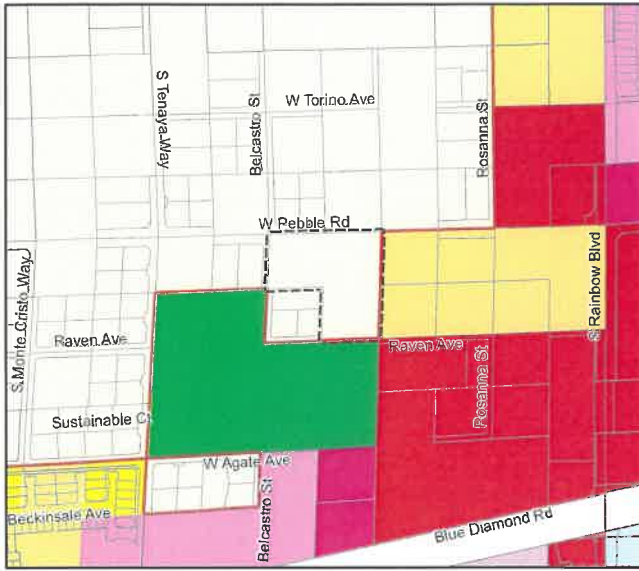 S Tenaya Way
Belcastro St
W Torino Ave
Rosanna St
W Pebble Rd
S Monte Cristo Way
S Rainbow Blvd
Raven Ave
Raven Ave
Rosanna St
Sustainable Ct
W Agate Ave
Belcastro St
Beckinsale Ave
Blue Diamond Rd